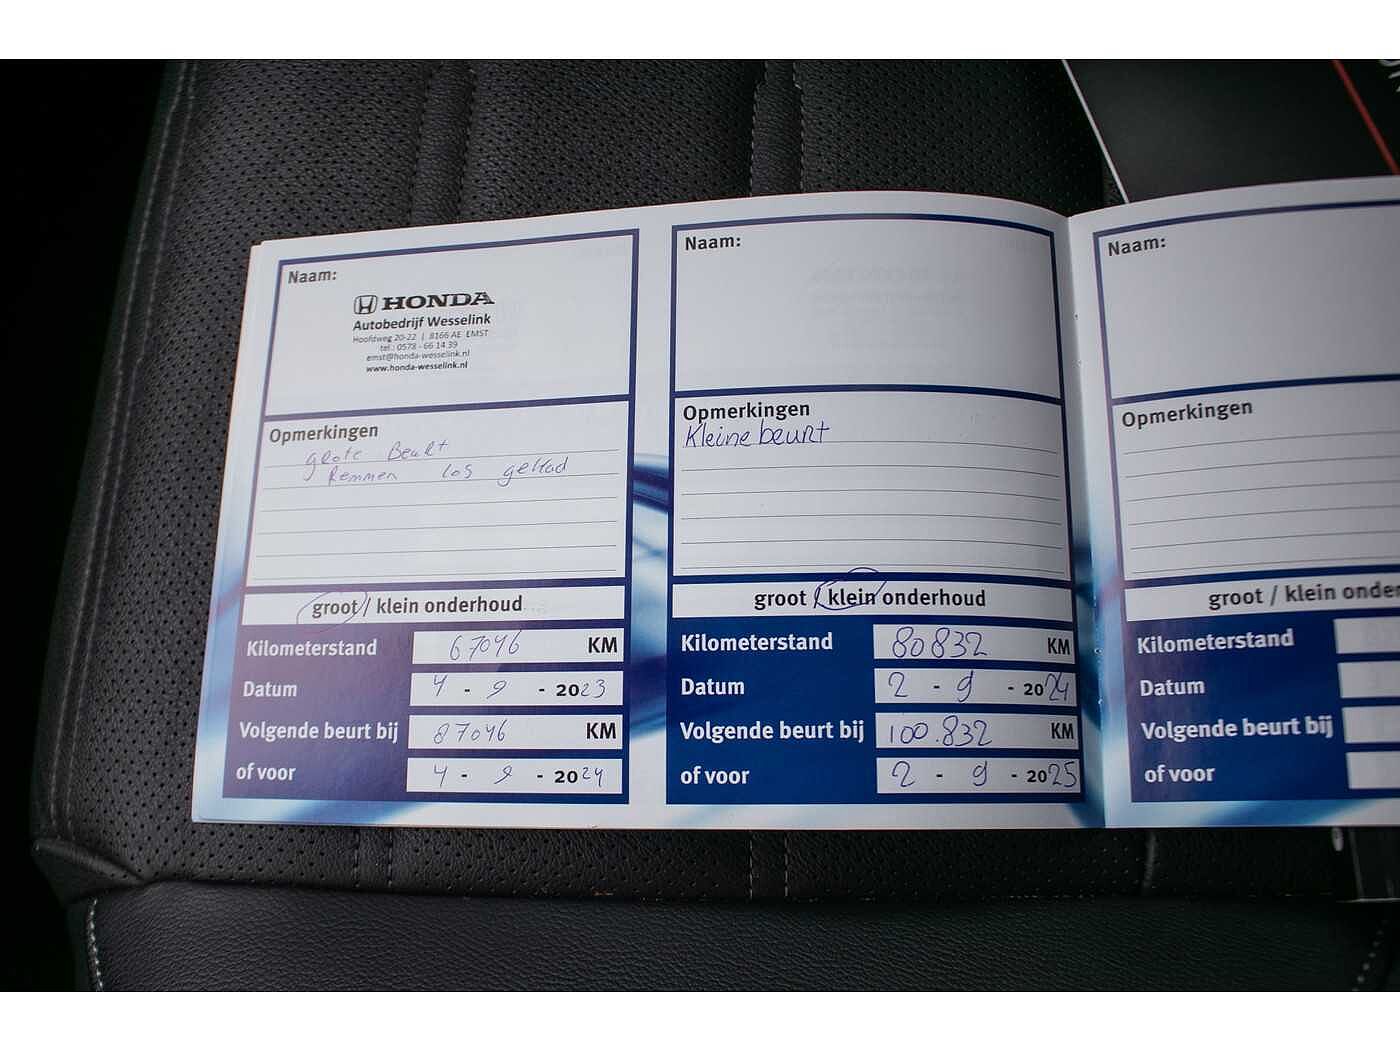 Naam:
HONDA
Autobedrijf Wesselink
Hoofdweg 20-22 | 8166 AE EMST
tel.: 0578 - 66 14 39
emst@honda-wesselink.nl
www.honda-wesselink.nl
Opmerkingen
grote Beurt
Remmen los gehad
groot / klein onderhoud
Kilometerstand 67046 KM
Datum 4 - 9 - 2023
Volgende beurt bij 87046 KM
of voor 4 - 9 - 2024
Naam:
Opmerkingen
Kleine beurt
groot / klein onderhoud
Kilometerstand 80832 KM
Datum 2 - 9 - 2024
Volgende beurt bij 100.832 KM
of voor 2 - 9 - 2025
Naam:
Opmerkingen
groot / klein onder
Kilometerstand
Datum
Volgende beurt bij
of voor